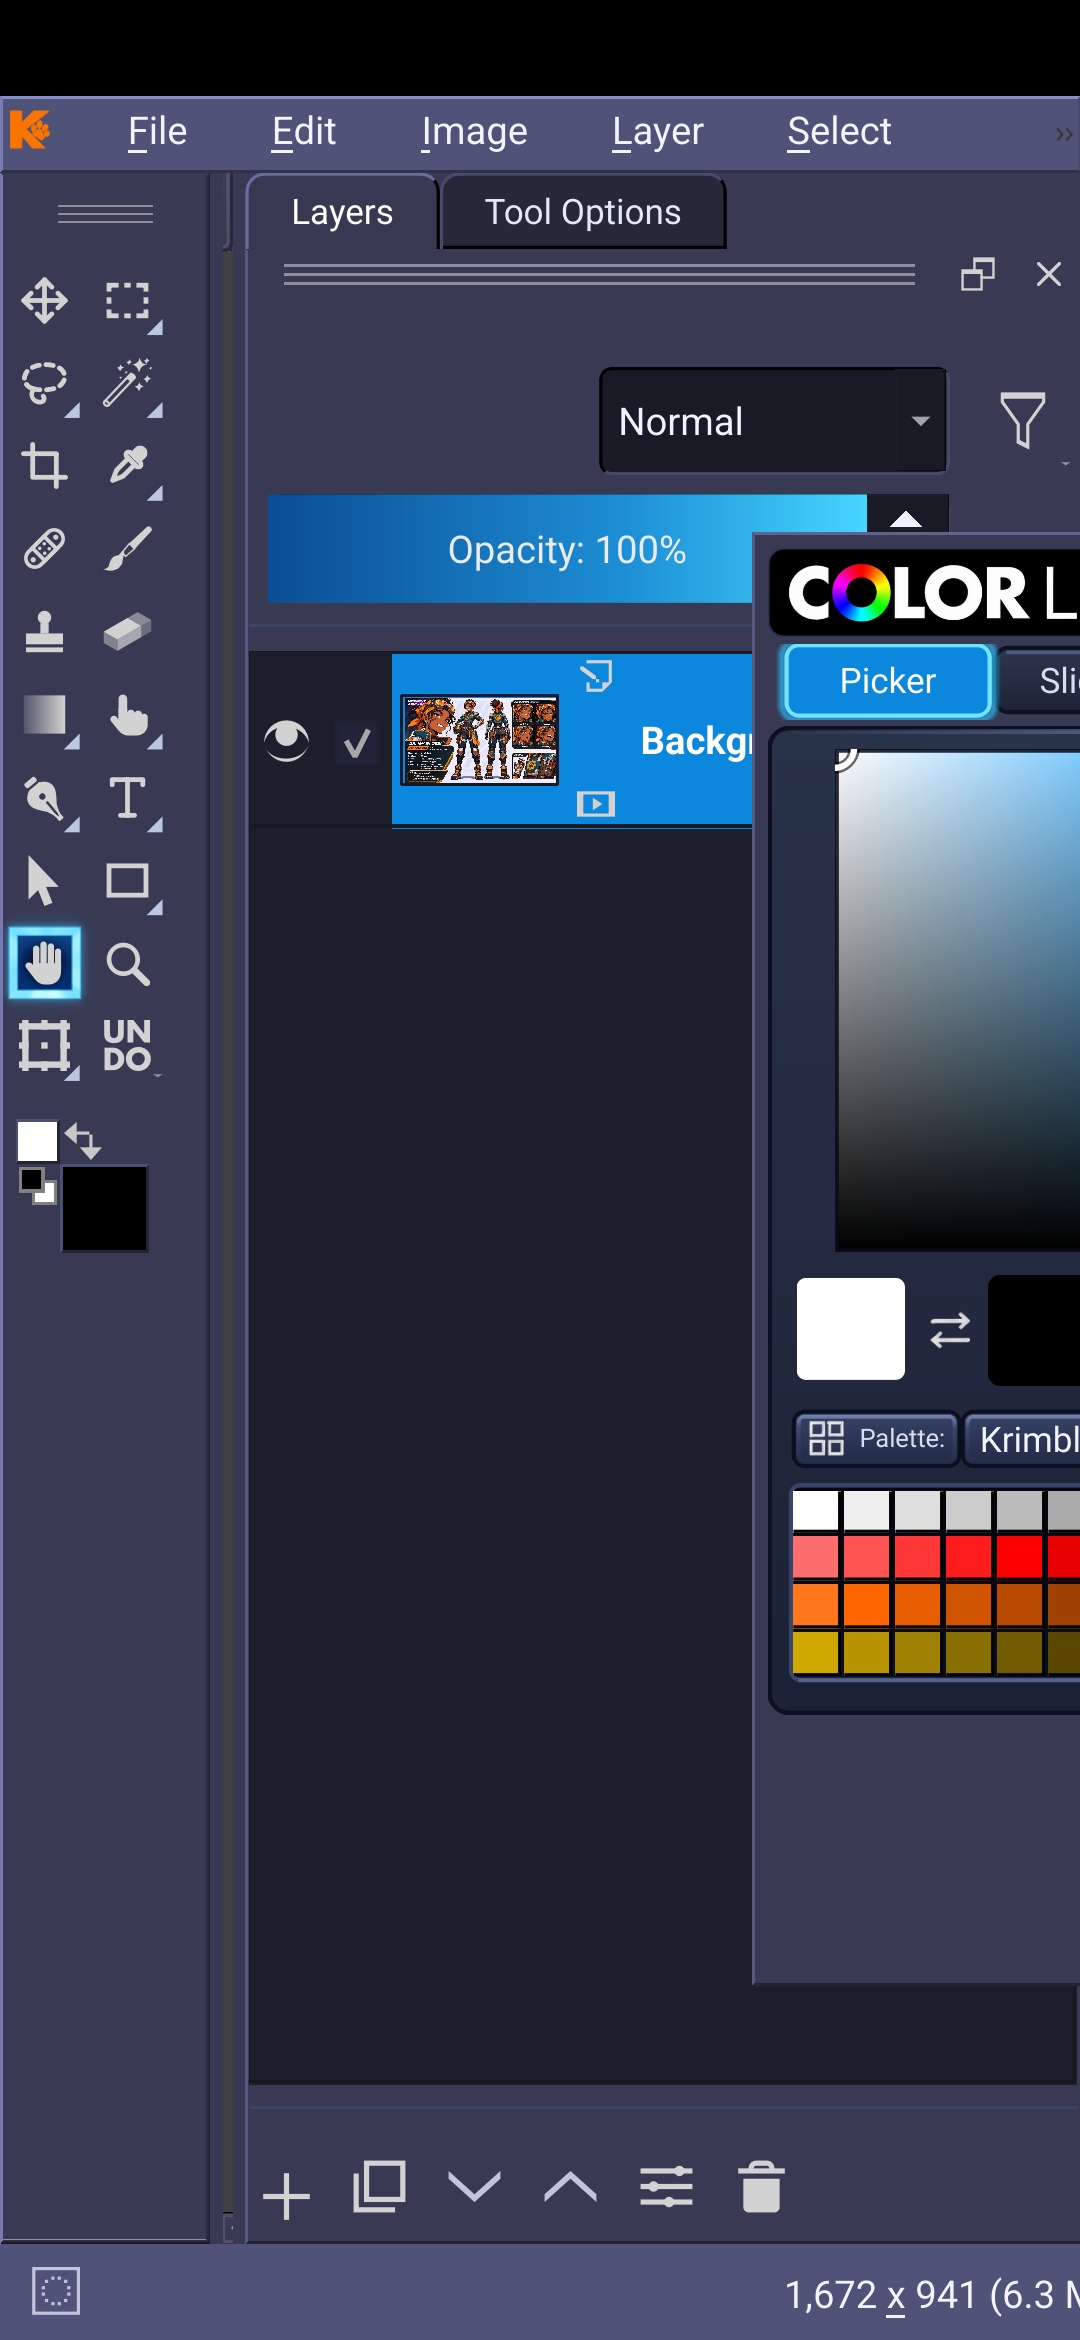 File Edit Image Layer Select
Layers Tool Options
Normal
Opacity: 100%
COLOR L
Picker Sli
Backgr
UN
DO
Palette: Krimbl
1,672 x 941 (6.3 M